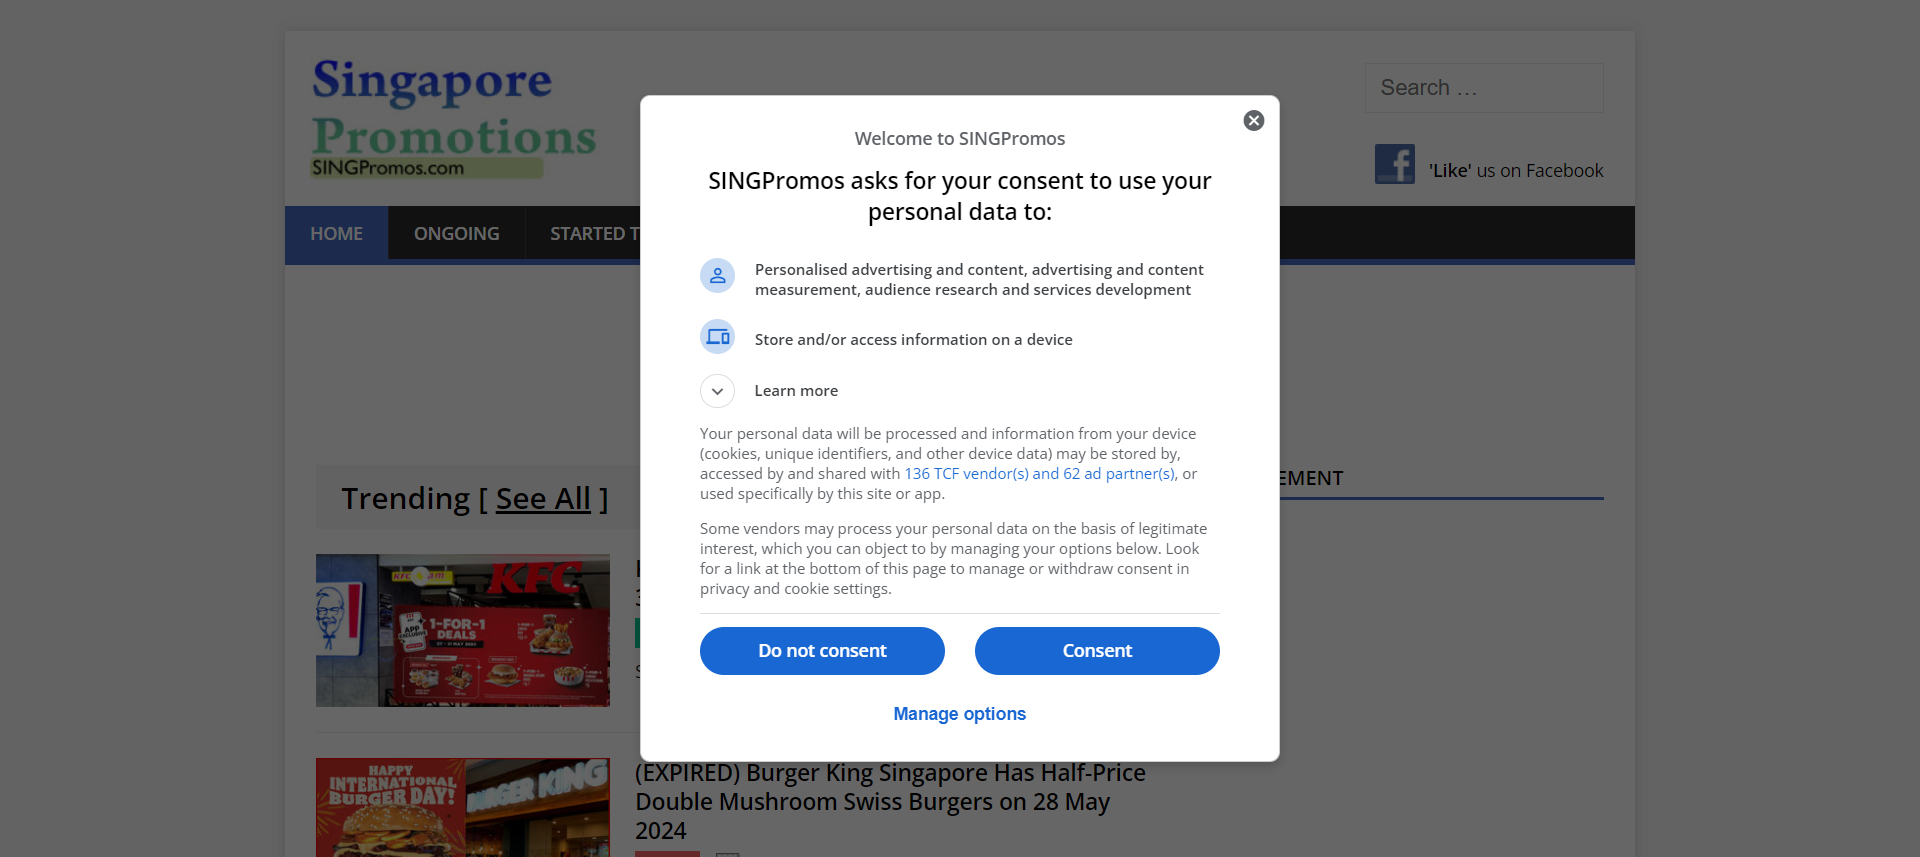 Singapore
Promotions
SINGPromos.com
Search …
'Like' us on Facebook
HOME
ONGOING
STARTED T
Welcome to SINGPromos
SINGPromos asks for your consent to use your
personal data to:
Personalised advertising and content, advertising and content
measurement, audience research and services development
Store and/or access information on a device
Learn more
Your personal data will be processed and information from your device
(cookies, unique identifiers, and other device data) may be stored by,
accessed by and shared with 136 TCF vendor(s) and 62 ad partner(s), or
used specifically by this site or app.
Some vendors may process your personal data on the basis of legitimate
interest, which you can object to by managing your options below. Look
for a link at the bottom of this page to manage or withdraw consent in
privacy and cookie settings.
Do not consent
Consent
Manage options
EMENT
Trending [ See All ]
KFC
APP
EXCLUSIVE
1-FOR-1
DEALS
HAPPY
INTERNATIONAL
BURGER DAY!
BURGER KING
(EXPIRED) Burger King Singapore Has Half-Price
Double Mushroom Swiss Burgers on 28 May
2024